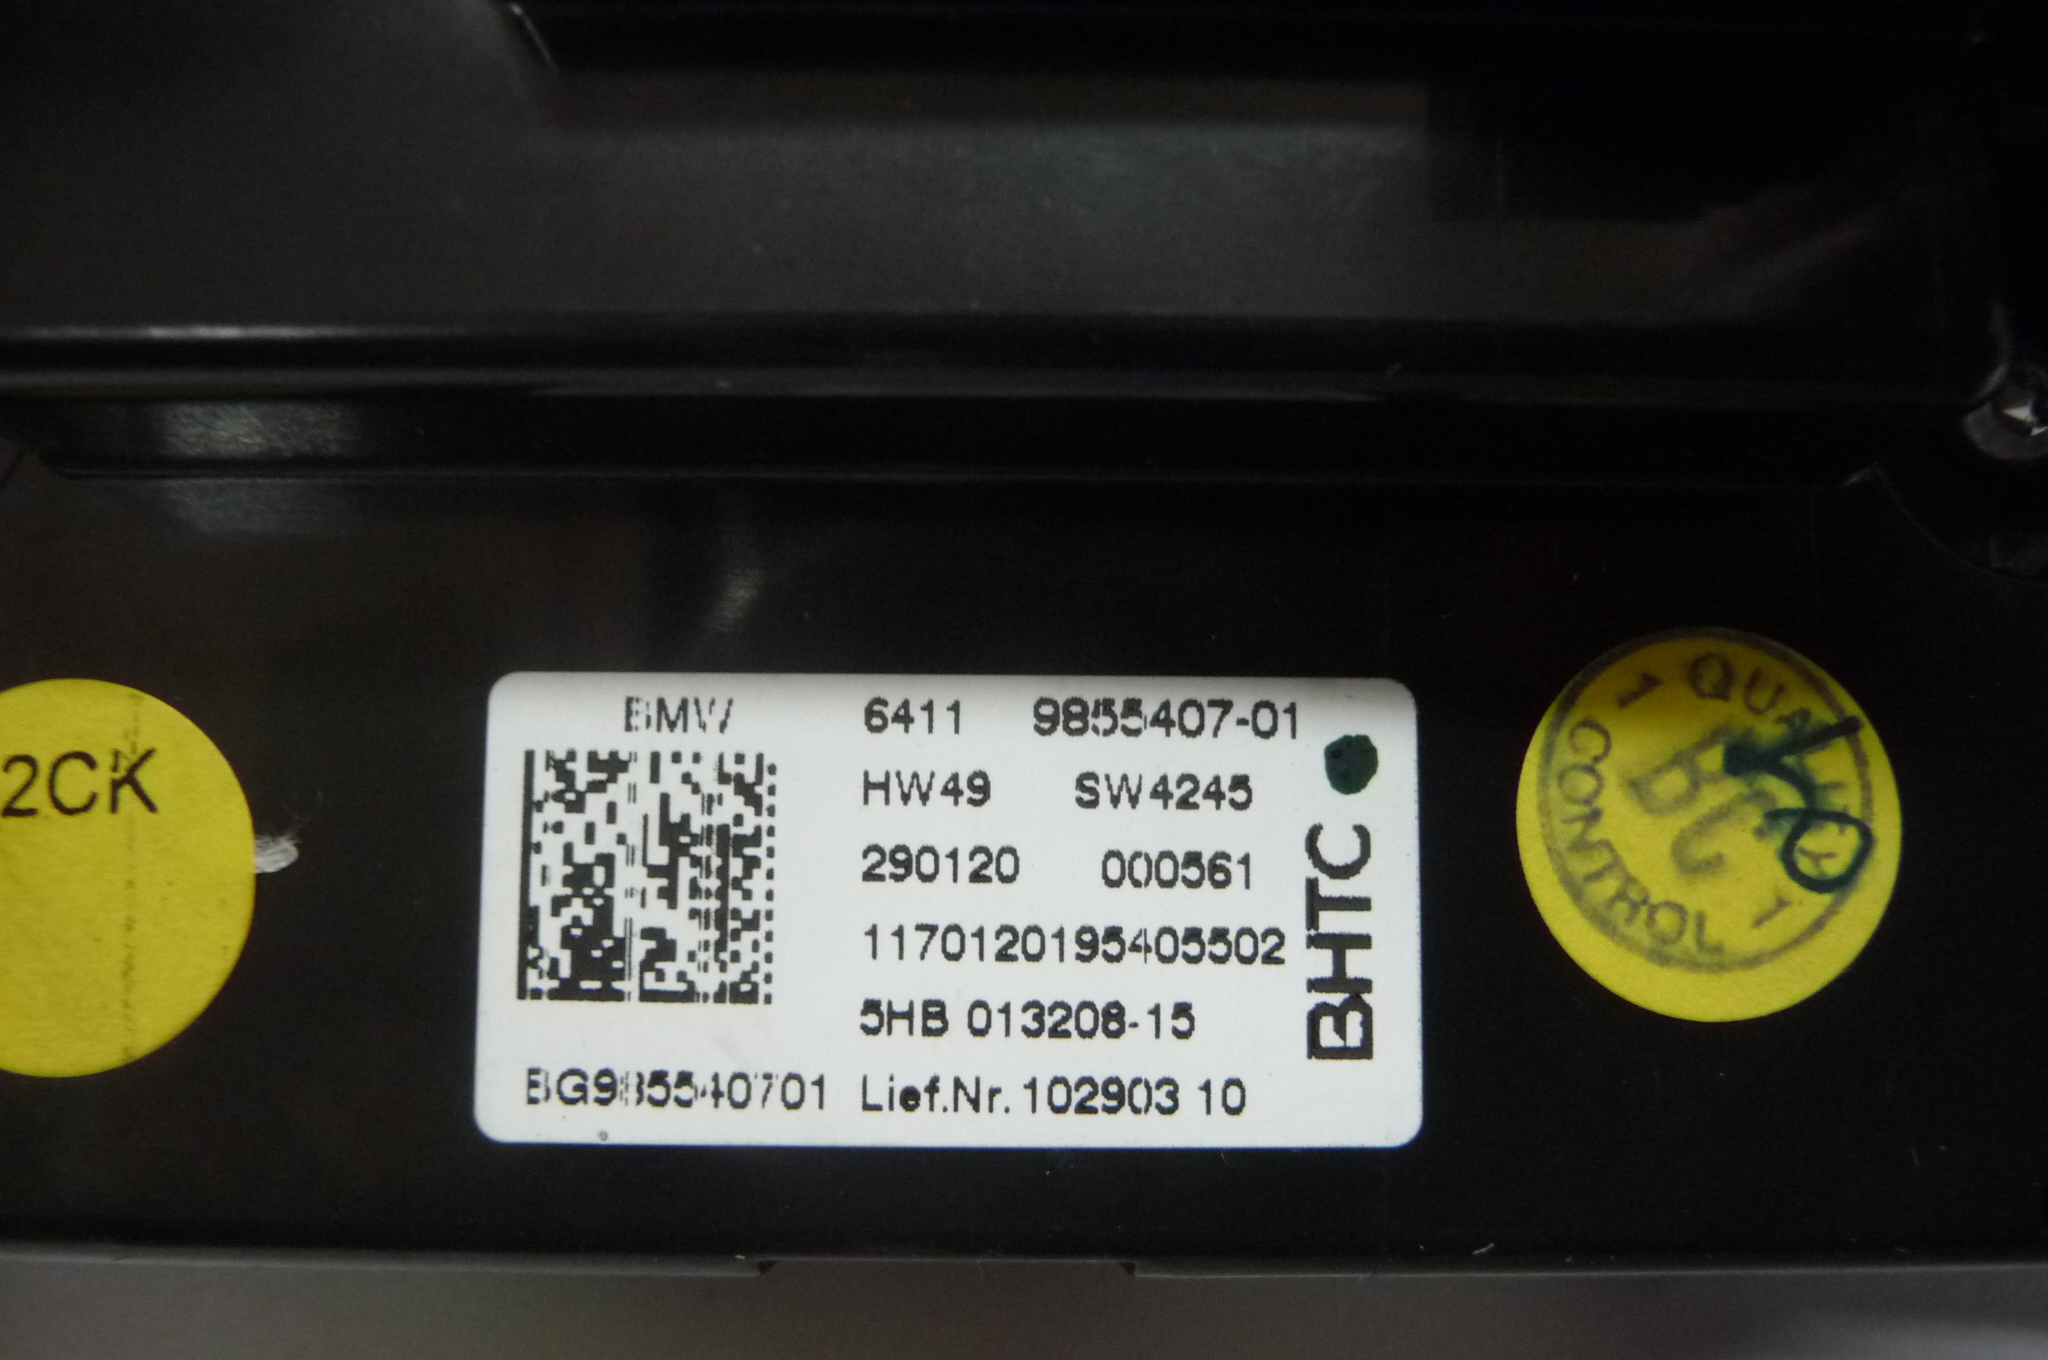 BMW 6411 9855407-01
HW49 SW4245
290120 000561
1170120195405502
5HB 013208-15
BG985540701 Lief.Nr. 102903 10
BHTC
2CK
QUALITY
CONTROL